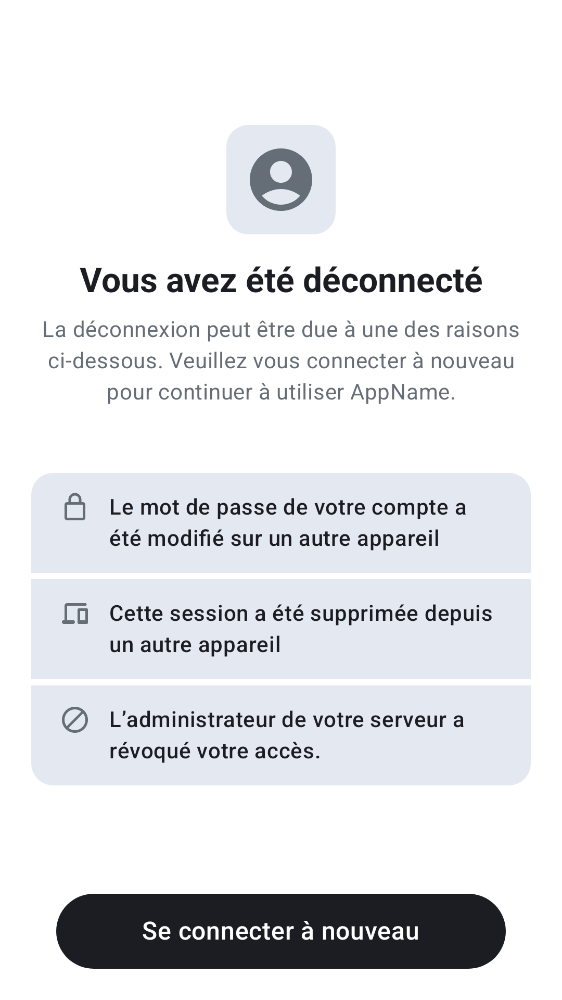 Vous avez été déconnecté
La déconnexion peut être due à une des raisons
ci-dessous. Veuillez vous connecter à nouveau
pour continuer à utiliser AppName.
Le mot de passe de votre compte a
été modifié sur un autre appareil
Cette session a été supprimée depuis
un autre appareil
L’administrateur de votre serveur a
révoqué votre accès.
Se connecter à nouveau